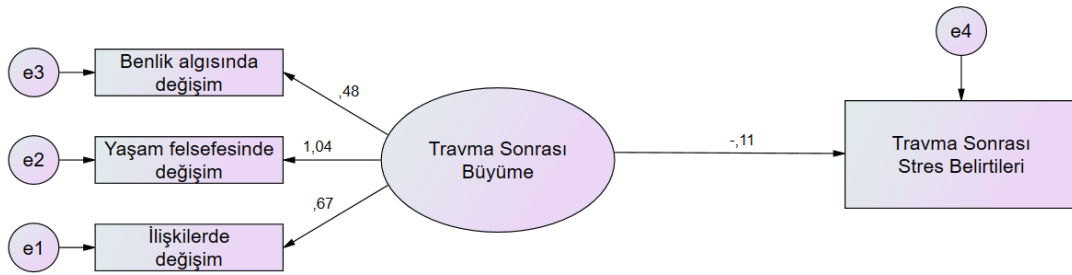 e4
e3
Benlik algısında
değişim
,48
e2
Yaşam felsefesinde
değişim
1,04
Travma Sonrası
Büyüme
-,11
Travma Sonrası
Stres Belirtileri
,67
e1
İlişkilerde
değişim